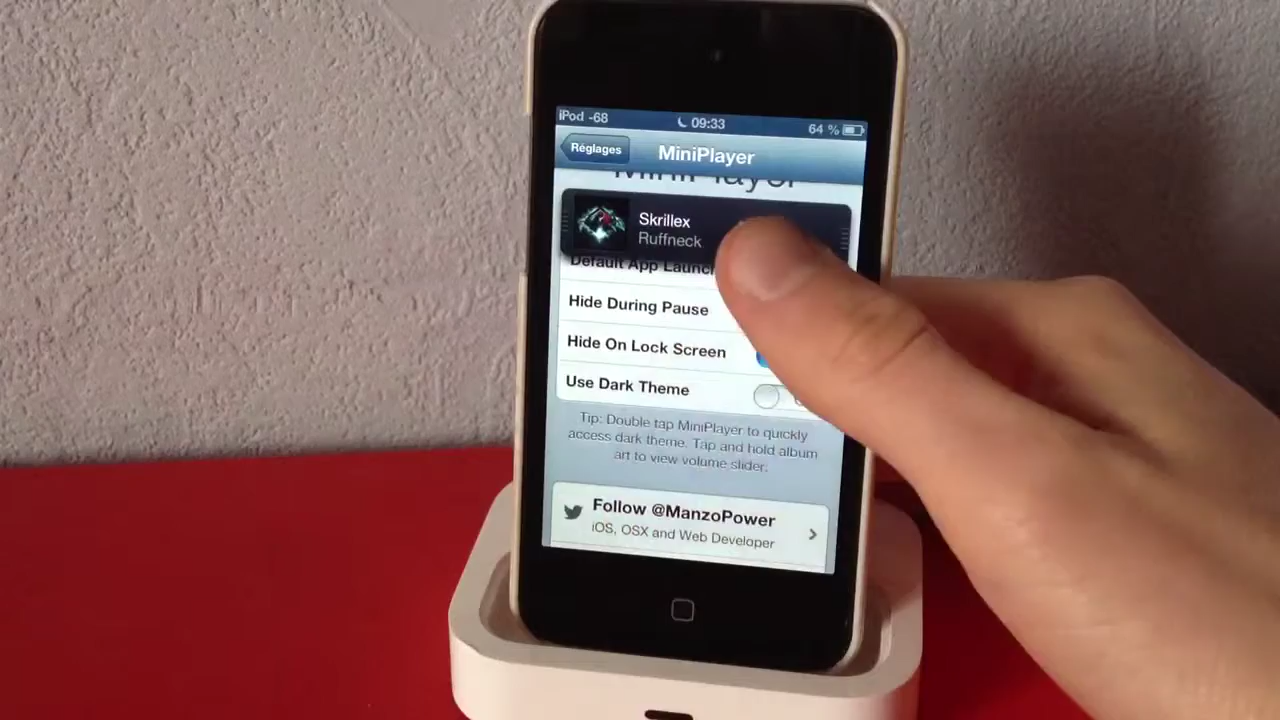 iPod -68 09:33 64 %
Réglages MiniPlayer
MiniPlayer
Skrillex
Ruffneck
Default App Launc
Hide During Pause
Hide On Lock Screen
Use Dark Theme
Tip: Double tap MiniPlayer to quickly
access dark theme. Tap and hold album
art to view volume slider.
Follow @ManzoPower
iOS, OSX and Web Developer